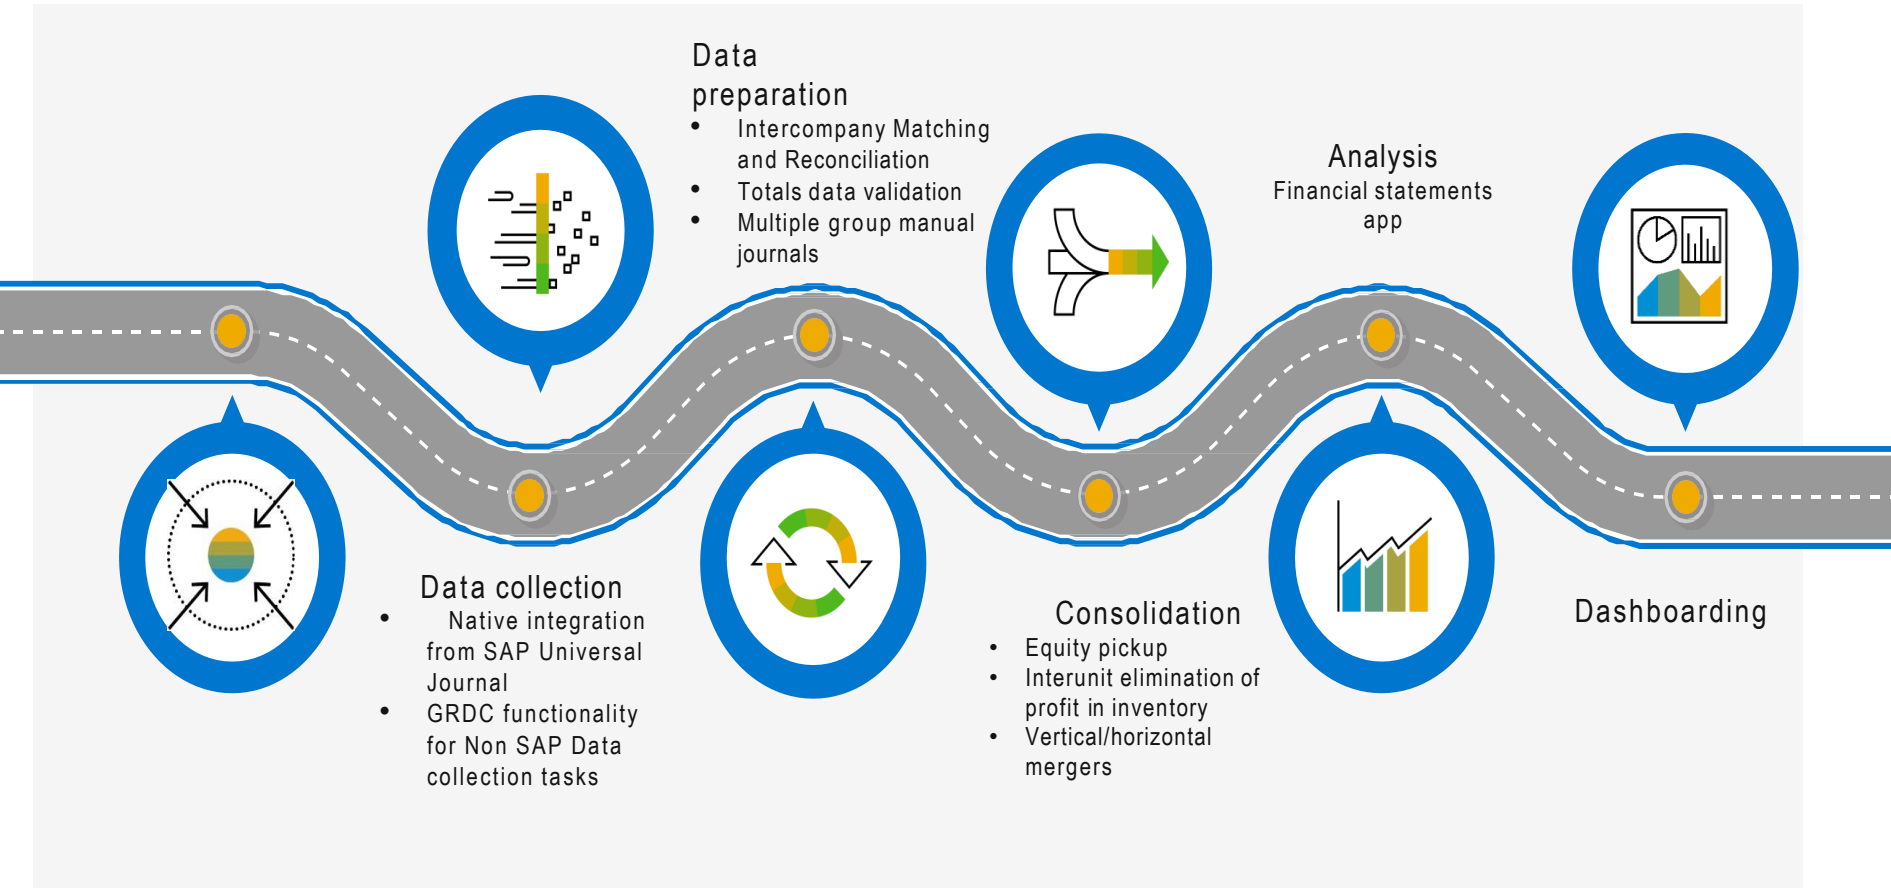 Data
preparation
• Intercompany Matching
and Reconciliation
• Totals data validation
• Multiple group manual
journals
Analysis
Financial statements
app
Data collection
• Native integration
from SAP Universal
Journal
• GRDC functionality
for Non SAP Data
collection tasks
Consolidation
• Equity pickup
• Interunit elimination of
profit in inventory
• Vertical/horizontal
mergers
Dashboarding